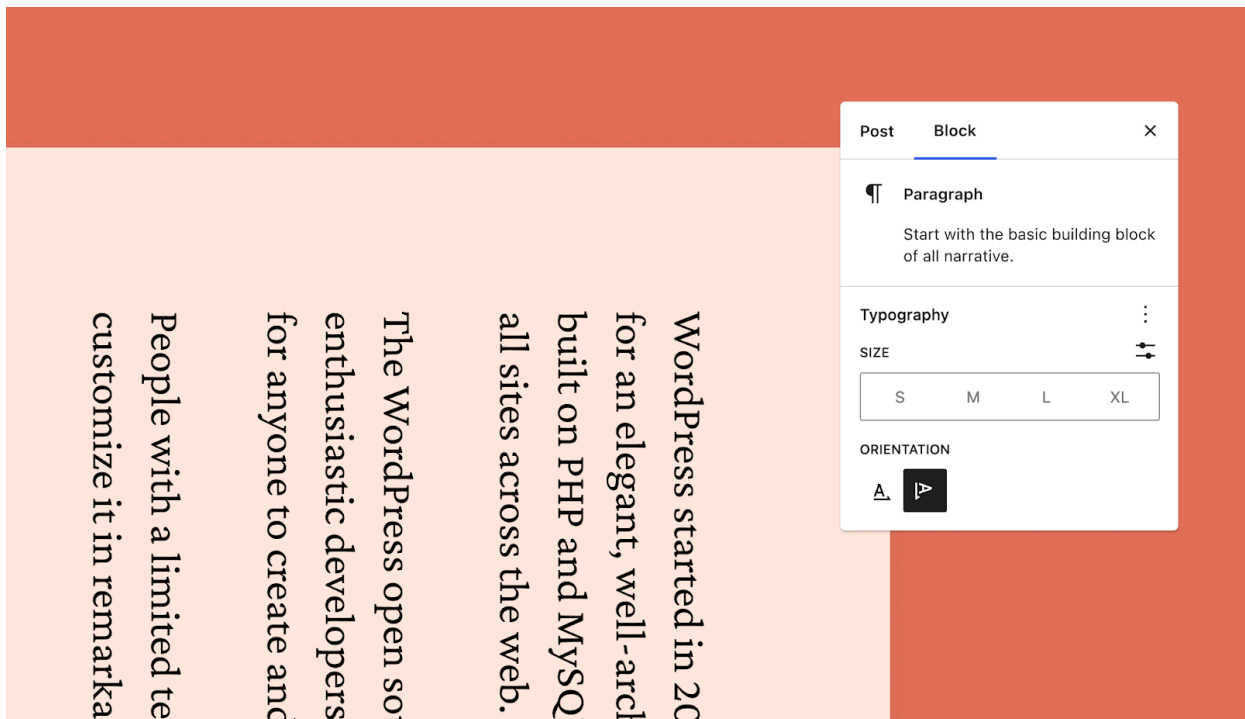 WordPress started in 20
for an elegant, well-arch
built on PHP and MySQ
all sites across the web.
The WordPress open sou
enthusiastic developers
for anyone to create and
People with a limited te
customize it in remarka
Post Block
¶ Paragraph
Start with the basic building block
of all narrative.
Typography
SIZE
S M L XL
ORIENTATION
A A